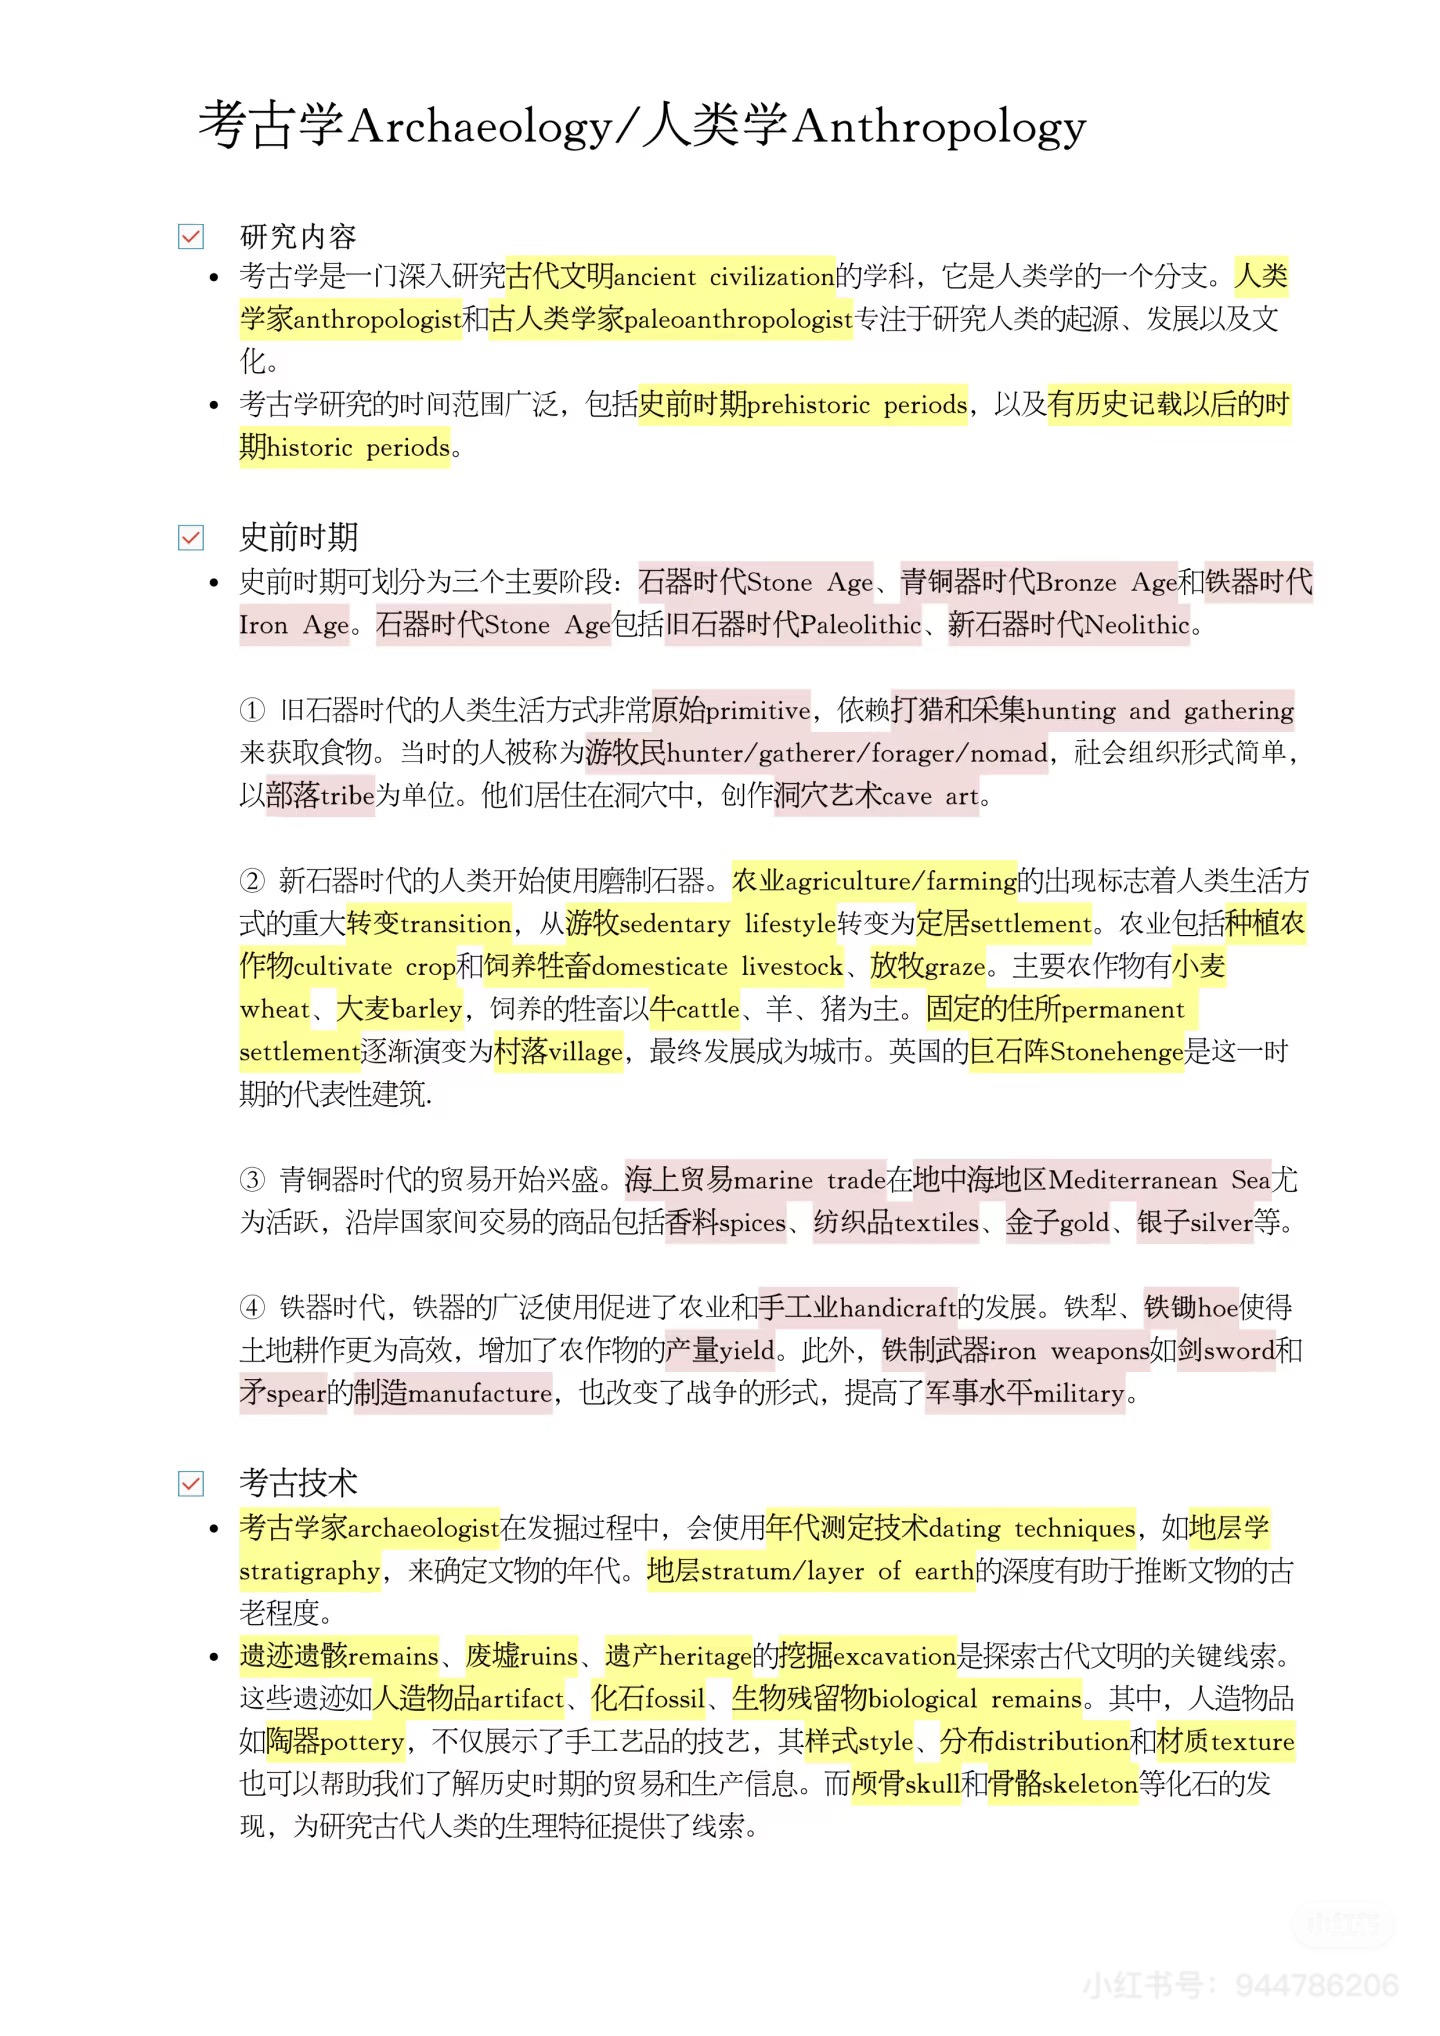 考古学Archaeology/人类学Anthropology
研究内容
考古学是一门深入研究古代文明ancient civilization的学科，它是人类学的一个分支。人类
学家anthropologist和古人类学家paleoanthropologist专注于研究人类的起源、发展以及文
化。
考古学研究的时间范围广泛，包括史前时期prehistoric periods，以及有历史记载以后的时
期historic periods。
史前时期
史前时期可划分为三个主要阶段：石器时代Stone Age、青铜器时代Bronze Age和铁器时代
Iron Age。石器时代Stone Age包括旧石器时代Paleolithic、新石器时代Neolithic。
① 旧石器时代的人类生活方式非常原始primitive，依赖打猎和采集hunting and gathering
来获取食物。当时的人被称为游牧民hunter/gatherer/forager/nomad，社会组织形式简单，
以部落tribe为单位。他们居住在洞穴中，创作洞穴艺术cave art。
② 新石器时代的人类开始使用磨制石器。农业agriculture/farming的出现标志着人类生活方
式的重大转变transition，从游牧sedentary lifestyle转变为定居settlement。农业包括种植农
作物cultivate crop和饲养牲畜domesticate livestock、放牧graze。主要农作物有小麦
wheat、大麦barley，饲养的牲畜以牛cattle、羊、猪为主。固定的住所permanent
settlement逐渐演变为村落village，最终发展成为城市。英国的巨石阵Stonehenge是这一时
期的代表性建筑.
③ 青铜器时代的贸易开始兴盛。海上贸易marine trade在地中海地区Mediterranean Sea尤
为活跃，沿岸国家间交易的商品包括香料spices、纺织品textiles、金子gold、银子silver等。
④ 铁器时代，铁器的广泛使用促进了农业和手工业handicraft的发展。铁犁、铁锄hoe使得
土地耕作更为高效，增加了农作物的产量yield。此外，铁制武器iron weapons如剑sword和
矛spear的制造manufacture，也改变了战争的形式，提高了军事水平military。
考古技术
考古学家archaeologist在发掘过程中，会使用年代测定技术dating techniques，如地层学
stratigraphy，来确定文物的年代。地层stratum/layer of earth的深度有助于推断文物的古
老程度。
遗迹遗骸remains、废墟ruins、遗产heritage的挖掘excavation是探索古代文明的关键线索。
这些遗迹如人造物品artifact、化石fossil、生物残留物biological remains。其中，人造物品
如陶器pottery，不仅展示了手工艺品的技艺，其样式style、分布distribution和材质texture
也可以帮助我们了解历史时期的贸易和生产信息。而颅骨skull和骨骼skeleton等化石的发
现，为研究古代人类的生理特征提供了线索。
小红书
小红书号：944786206